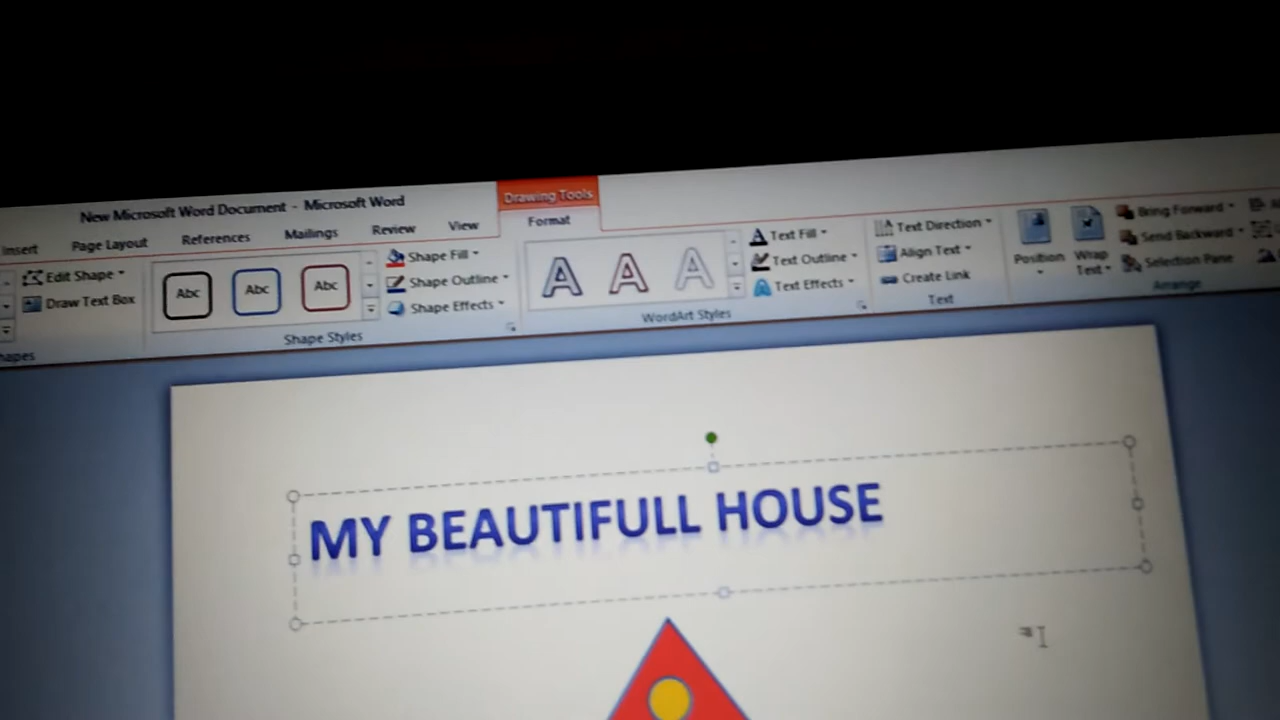 New Microsoft Word Document - Microsoft Word
Drawing Tools
Insert Page Layout References Mailings Review View Format
Edit Shape
Draw Text Box
Abc Abc Abc
Shape Fill
Shape Outline
Shape Effects
Shape Styles
A A A
Text Fill
Text Outline
Text Effects
WordArt Styles
Text Direction
Align Text
Create Link
Text
Position
Wrap Text
Bring Forward
Send Backward
Selection Pane
Arrange
MY BEAUTIFULL HOUSE